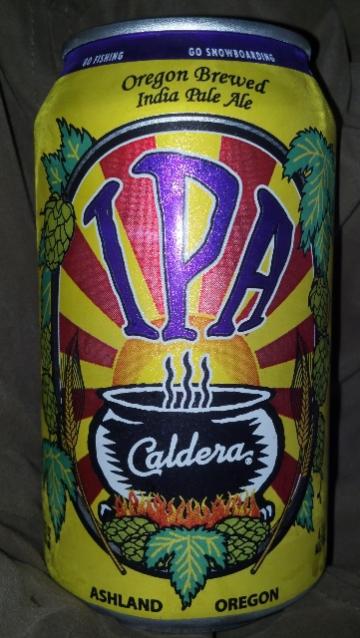 GO FISHING GO SNOWBOARDING
Oregon Brewed
India Pale Ale
IPA
Caldera®
ASHLAND OREGON